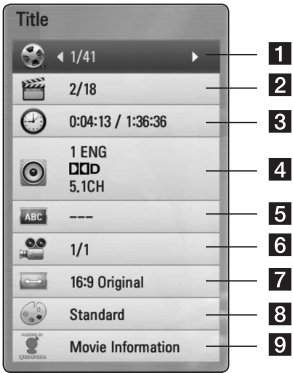 Title
1/41 1
2/18 2
0:04:13 / 1:36:36 3
1 ENG
DD D 4
5.1CH
ABC --- 5
1/1 6
16:9 Original 7
Standard 8
Movie Information 9